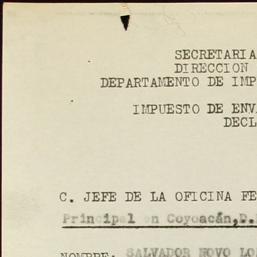 SECRETARIA
DIRECCION
DEPARTAMENTO DE IMP
IMPUESTO DE ENV
DECL
C. JEFE DE LA OFICINA FE
Principal en Coyoacán, D.
NOMBRE: SALVADOR NOVO LO